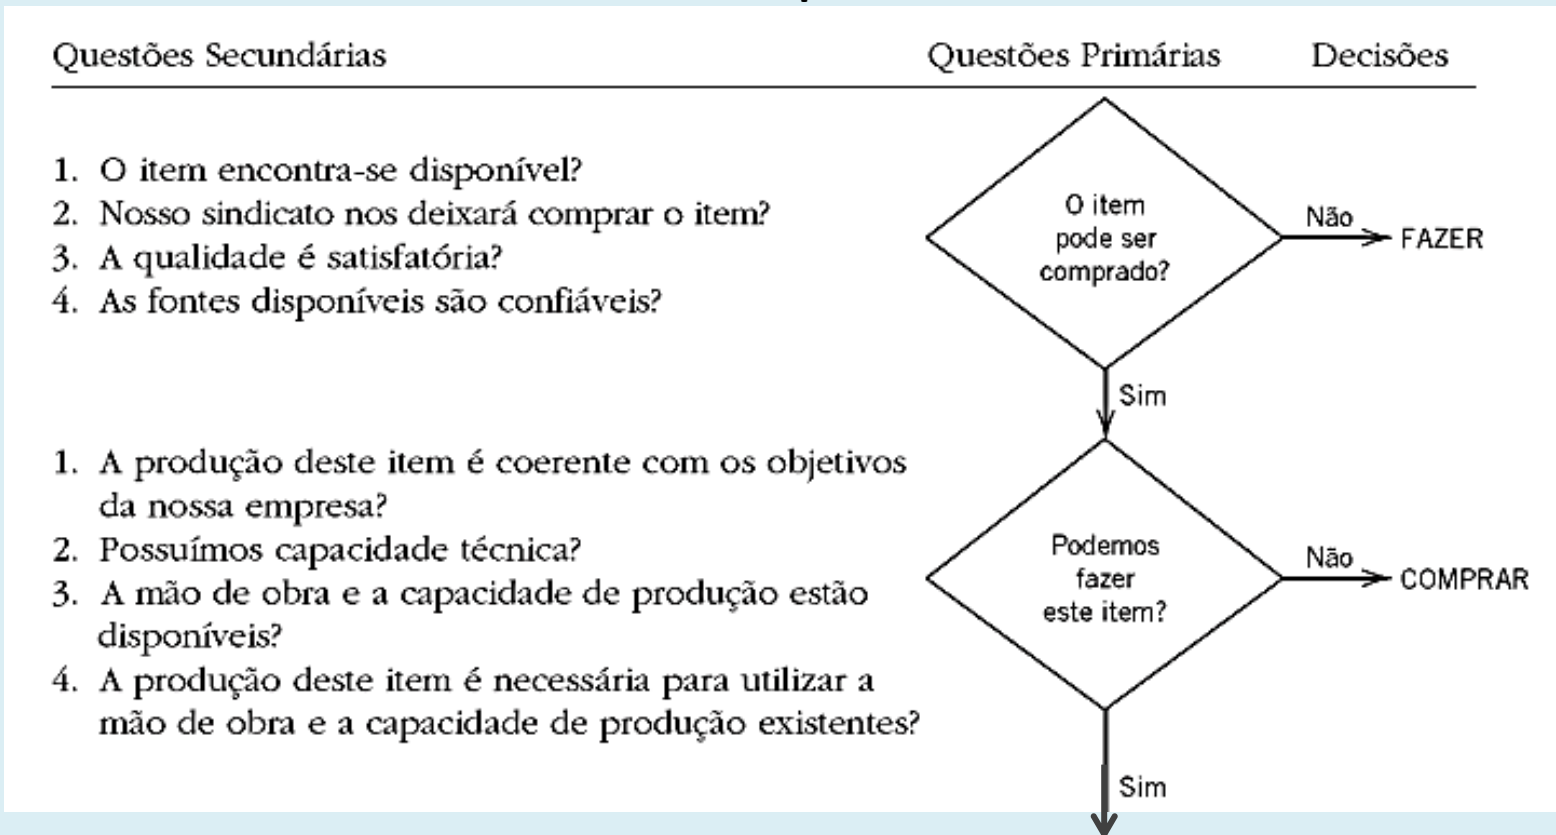 Questões Secundárias
Questões Primárias
Decisões
1. O item encontra-se disponível?
2. Nosso sindicato nos deixará comprar o item?
3. A qualidade é satisfatória?
4. As fontes disponíveis são confiáveis?
O item
pode ser
comprado?
Não
FAZER
Sim
1. A produção deste item é coerente com os objetivos
da nossa empresa?
2. Possuímos capacidade técnica?
3. A mão de obra e a capacidade de produção estão
disponíveis?
4. A produção deste item é necessária para utilizar a
mão de obra e a capacidade de produção existentes?
Podemos
fazer
este item?
Não
COMPRAR
Sim